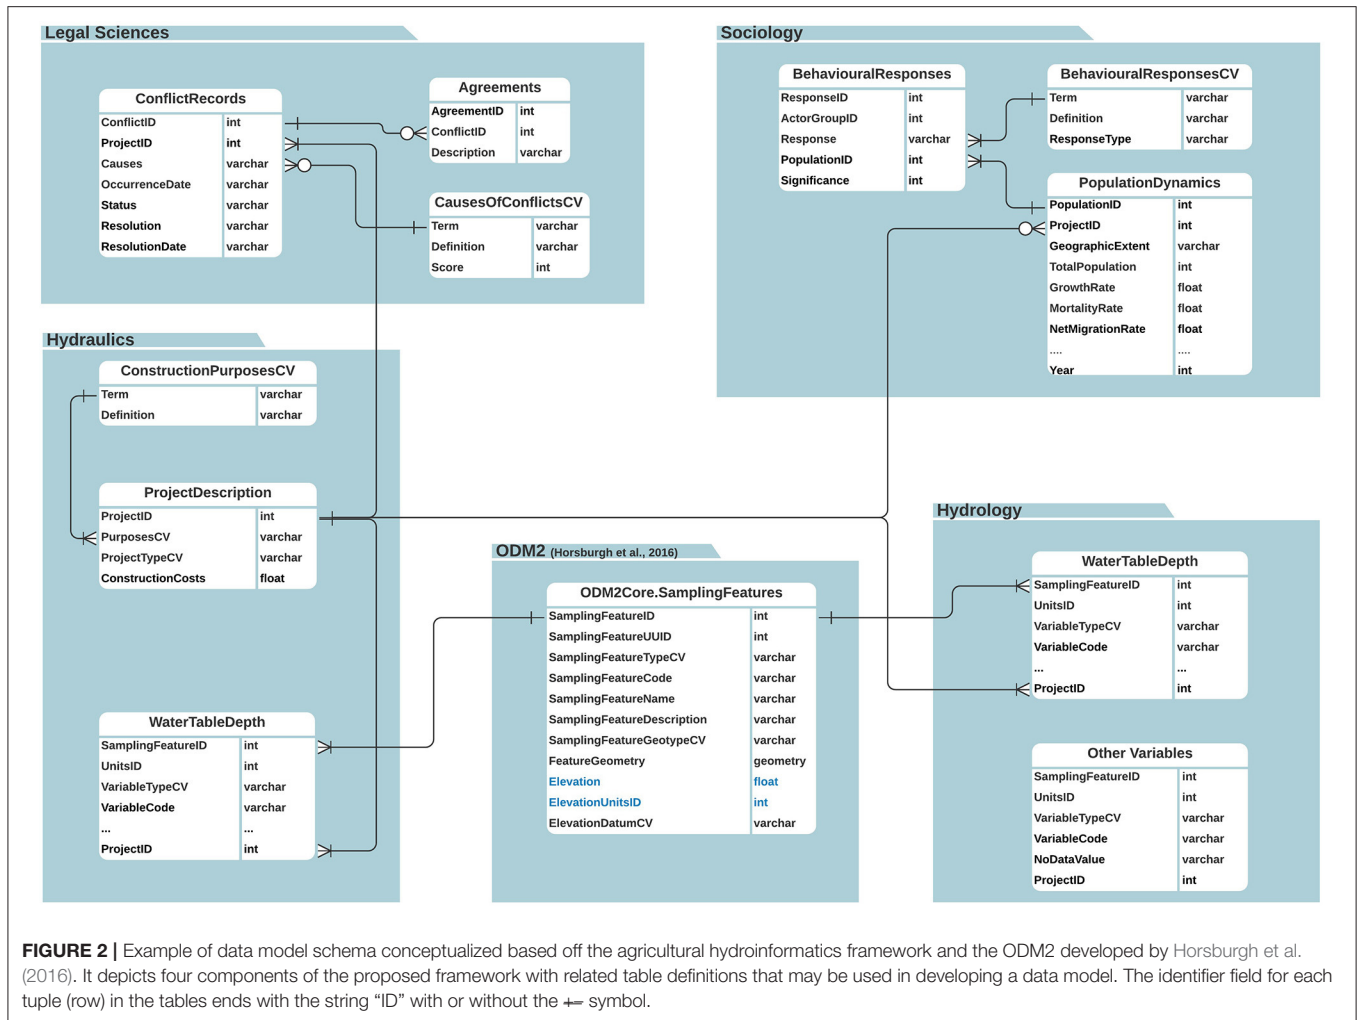 Legal Sciences
ConflictRecords
ConflictID int
ProjectID int
Causes varchar
OccurrenceDate varchar
Status varchar
Resolution varchar
ResolutionDate varchar
Agreements
AgreementID int
ConflictID int
Description varchar
CausesOfConflictsCV
Term varchar
Definition varchar
Score int
Sociology
BehaviouralResponses
ResponseID int
ActorGroupID int
Response varchar
PopulationID int
Significance int
BehaviouralResponsesCV
Term varchar
Definition varchar
ResponseType varchar
PopulationDynamics
PopulationID int
ProjectID int
GeographicExtent varchar
TotalPopulation int
GrowthRate float
MortalityRate float
NetMigrationRate float
.... ....
Year int
Hydraulics
ConstructionPurposesCV
Term varchar
Definition varchar
ProjectDescription
ProjectID int
PurposesCV varchar
ProjectTypeCV varchar
ConstructionCosts float
WaterTableDepth
SamplingFeatureID int
UnitsID int
VariableTypeCV varchar
VariableCode varchar
... ...
ProjectID int
ODM2 (Horsburgh et al., 2016)
ODM2Core.SamplingFeatures
SamplingFeatureID int
SamplingFeatureUUID int
SamplingFeatureTypeCV varchar
SamplingFeatureCode varchar
SamplingFeatureName varchar
SamplingFeatureDescription varchar
SamplingFeatureGeotypeCV varchar
FeatureGeometry geometry
Elevation float
ElevationUnitsID int
ElevationDatumCV varchar
Hydrology
WaterTableDepth
SamplingFeatureID int
UnitsID int
VariableTypeCV varchar
VariableCode varchar
... ...
ProjectID int
Other Variables
SamplingFeatureID int
UnitsID int
VariableTypeCV varchar
VariableCode varchar
NoDataValue varchar
ProjectID int
FIGURE 2 | Example of data model schema conceptualized based off the agricultural hydroinformatics framework and the ODM2 developed by Horsburgh et al.
(2016). It depicts four components of the proposed framework with related table definitions that may be used in developing a data model. The identifier field for each
tuple (row) in the tables ends with the string “ID” with or without the symbol.